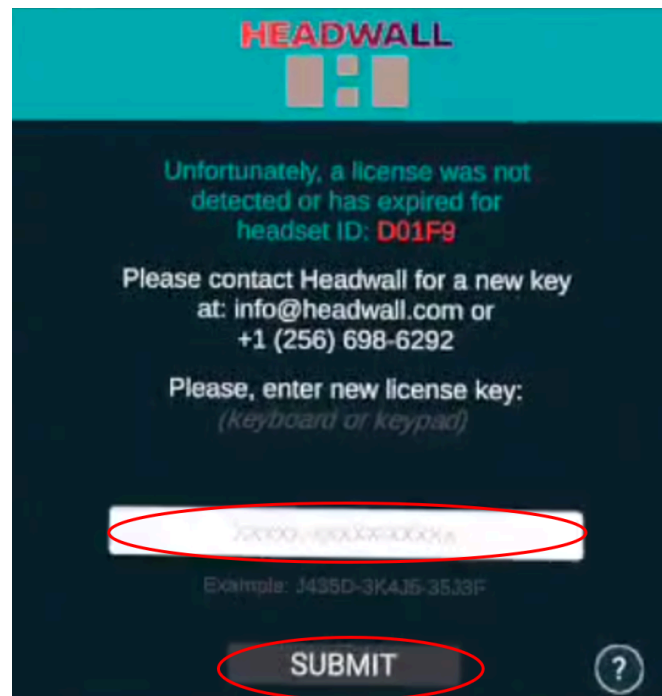 HEADWALL
Unfortunately, a license was not
detected or has expired for
headset ID: D01F9
Please contact Headwall for a new key
at: info@headwall.com or
+1 (256) 698-6292
Please, enter new license key:
(keyboard or keypad)
Example: J435D-3K4J5-35J3F
SUBMIT
?